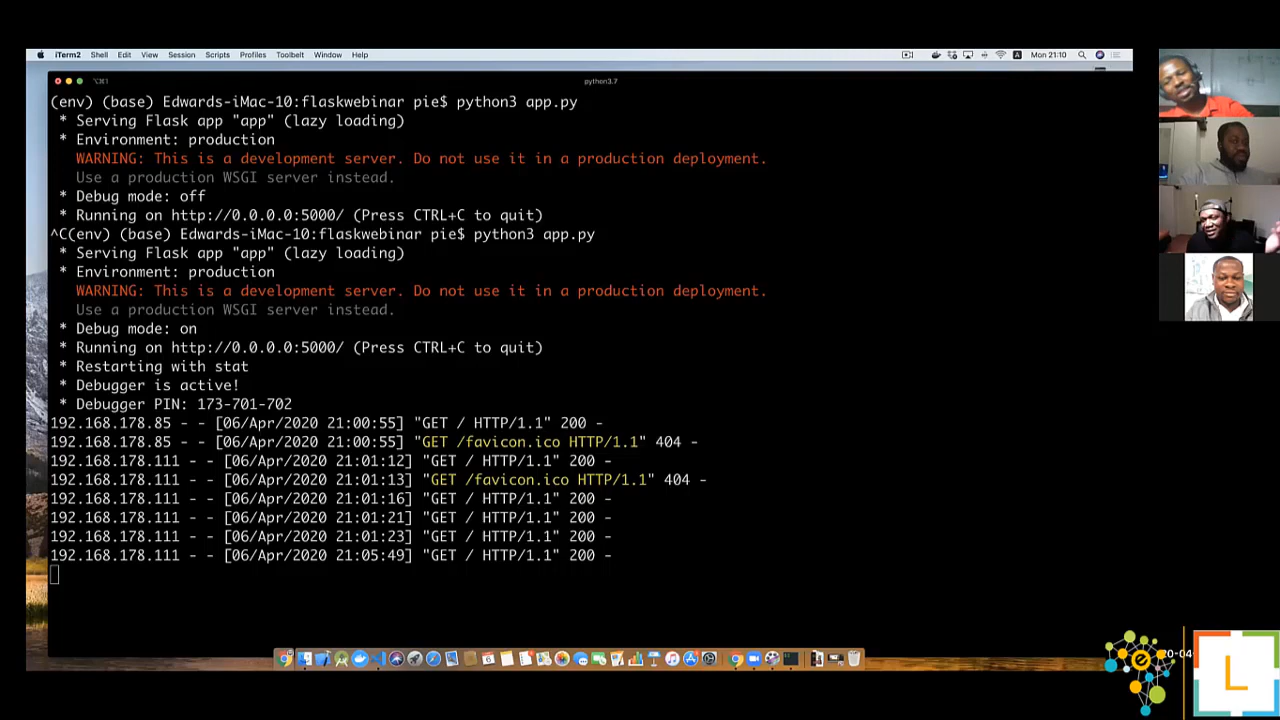 iTerm2 Shell Edit View Session Scripts Profiles Toolbelt Window Help Mon 21:10
⌥⌘1 python3.7
(env) (base) Edwards-iMac-10:flaskwebinar pie$ python3 app.py
* Serving Flask app "app" (lazy loading)
* Environment: production
WARNING: This is a development server. Do not use it in a production deployment.
Use a production WSGI server instead.
* Debug mode: off
* Running on http://0.0.0.0:5000/ (Press CTRL+C to quit)
^C(env) (base) Edwards-iMac-10:flaskwebinar pie$ python3 app.py
* Serving Flask app "app" (lazy loading)
* Environment: production
WARNING: This is a development server. Do not use it in a production deployment.
Use a production WSGI server instead.
* Debug mode: on
* Running on http://0.0.0.0:5000/ (Press CTRL+C to quit)
* Restarting with stat
* Debugger is active!
* Debugger PIN: 173-701-702
192.168.178.85 - - [06/Apr/2020 21:00:55] "GET / HTTP/1.1" 200 -
192.168.178.85 - - [06/Apr/2020 21:00:55] "GET /favicon.ico HTTP/1.1" 404 -
192.168.178.111 - - [06/Apr/2020 21:01:12] "GET / HTTP/1.1" 200 -
192.168.178.111 - - [06/Apr/2020 21:01:13] "GET /favicon.ico HTTP/1.1" 404 -
192.168.178.111 - - [06/Apr/2020 21:01:16] "GET / HTTP/1.1" 200 -
192.168.178.111 - - [06/Apr/2020 21:01:21] "GET / HTTP/1.1" 200 -
192.168.178.111 - - [06/Apr/2020 21:01:23] "GET / HTTP/1.1" 200 -
192.168.178.111 - - [06/Apr/2020 21:05:49] "GET / HTTP/1.1" 200 -
20-04
L